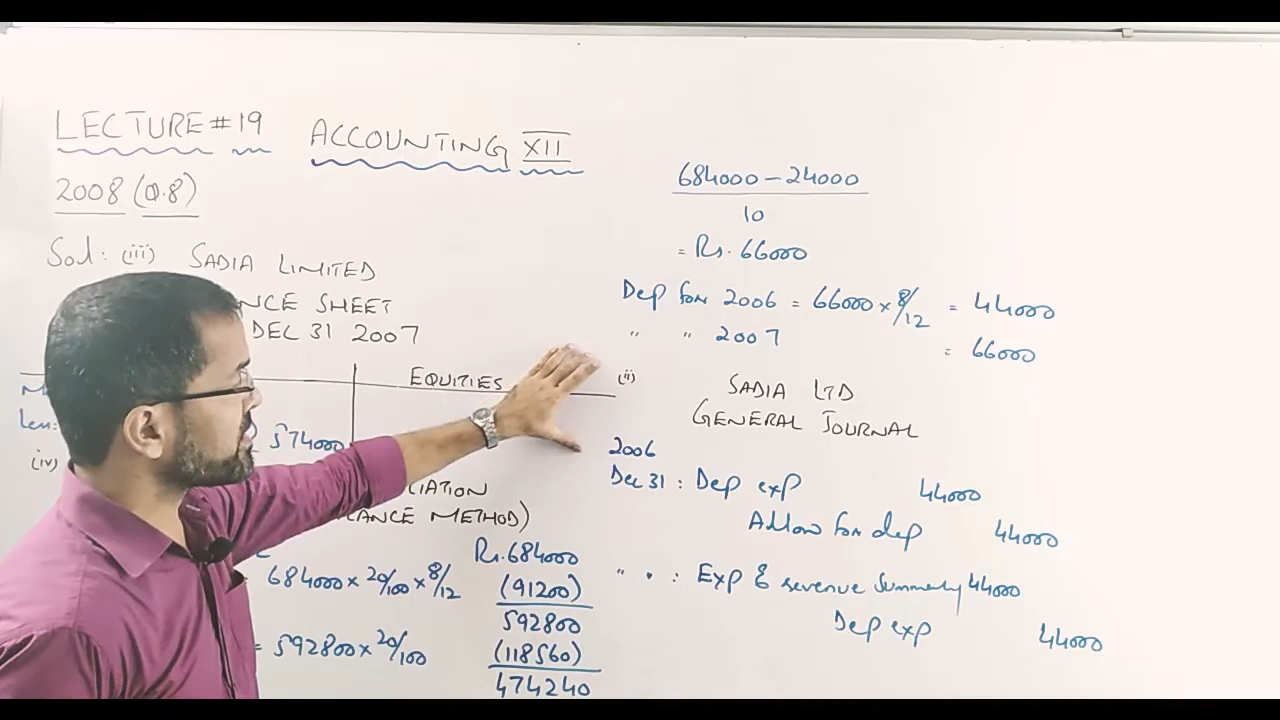 LECTURE # 19
ACCOUNTING XII
2008 (Q.8)
Sol: (iii) SADIA LIMITED
NCE SHEET
DEC 31 2007
EQUITIES
574000
(iv)
CIATION
LANCE METHOD)
Rs.684000
684000 × 20/100 × 8/12 (91200)
592800
= 592800 × 20/100 (118560)
474240
684000 – 24000
10
= Rs. 66000
Dep for 2006 = 66000 × 8/12 = 44000
" " 2007 = 66000
(ii) SADIA LTD
GENERAL JOURNAL
2006
Dec 31 : Dep exp 44000
Allow for dep 44000
" " : Exp & revenue Summary 44000
Dep exp 44000